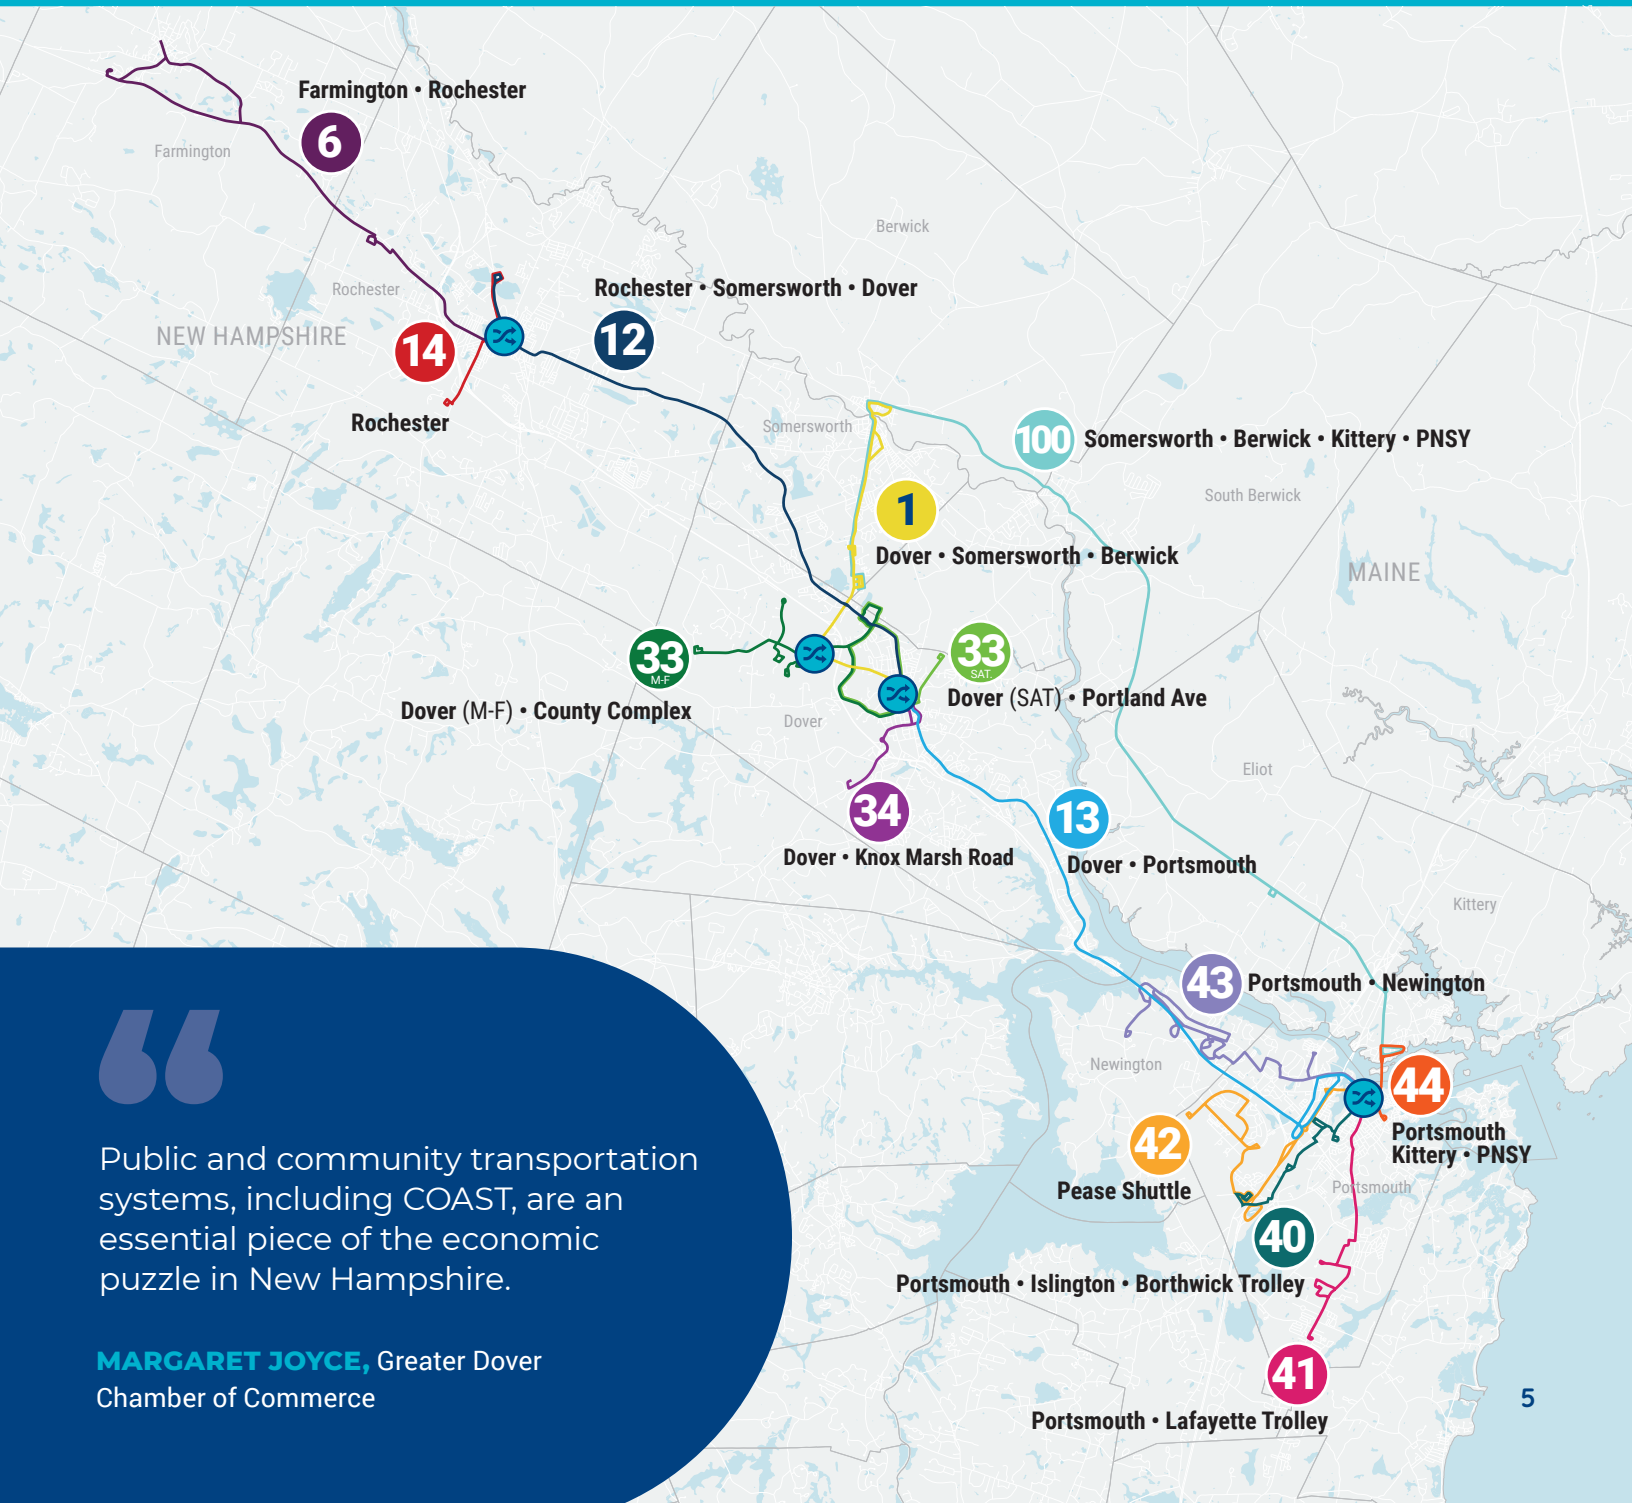 Farmington • Rochester
6
Farmington
Berwick
Rochester
Rochester • Somersworth • Dover
NEW HAMPSHIRE
14
12
Rochester
Somersworth
100
Somersworth • Berwick • Kittery • PNSY
South Berwick
1
Dover • Somersworth • Berwick
MAINE
33
M-F
33
SAT.
Dover (M-F) • County Complex
Dover (SAT) • Portland Ave
Dover
Eliot
34
13
Dover • Knox Marsh Road
Dover • Portsmouth
Kittery
43
Portsmouth • Newington
Newington
44
Portsmouth
Kittery • PNSY
42
Pease Shuttle
Portsmouth
40
Portsmouth • Islington • Borthwick Trolley
41
Portsmouth • Lafayette Trolley
“
Public and community transportation
systems, including COAST, are an
essential piece of the economic
puzzle in New Hampshire.
MARGARET JOYCE, Greater Dover
Chamber of Commerce
5